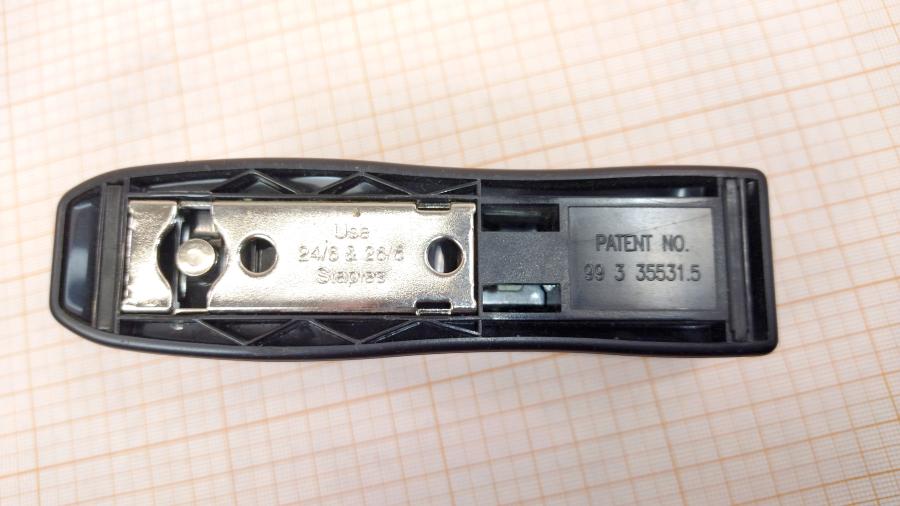 Use
24/6 & 26/6
Staples
PATENT NO.
99 3 35531.5